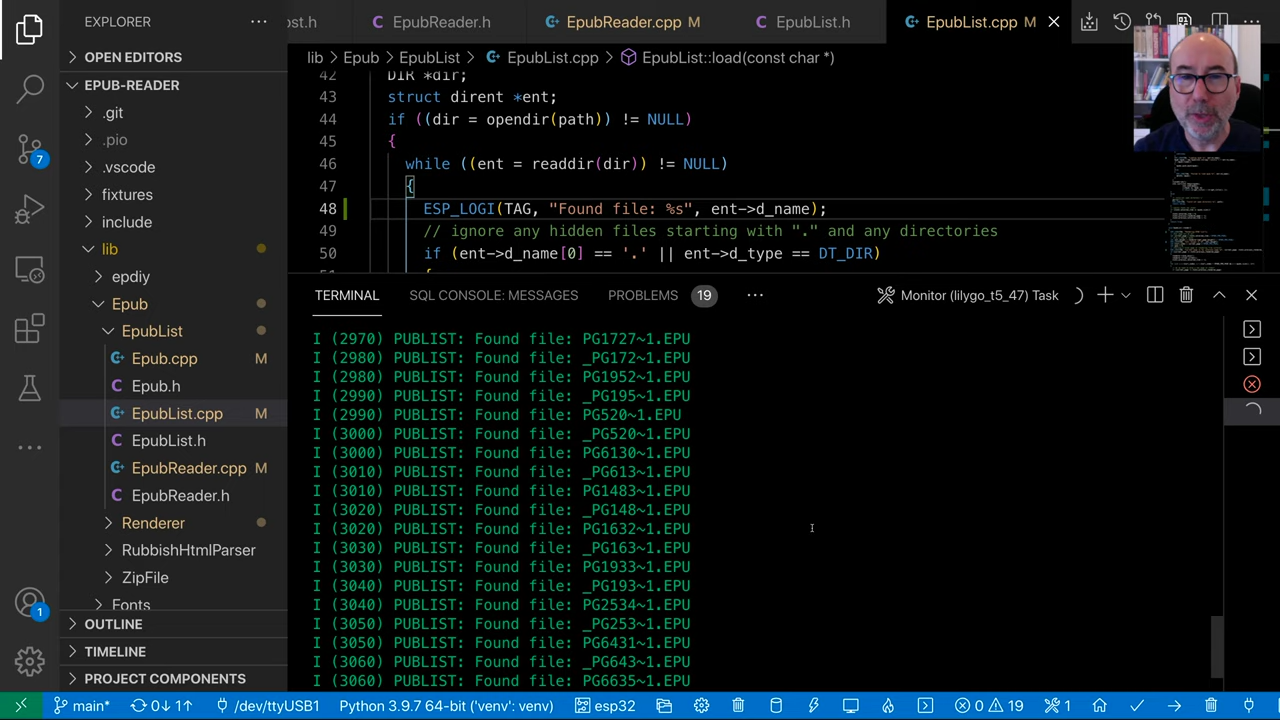 EXPLORER
ost.h
EpubReader.h
EpubReader.cpp M
EpubList.h
EpubList.cpp M
OPEN EDITORS
lib > Epub > EpubList > EpubList.cpp > EpubList::load(const char *)
EPUB-READER
.git
.pio
.vscode
fixtures
include
lib
epdiy
Epub
EpubList
Epub.cpp M
Epub.h
EpubList.cpp M
EpubList.h
EpubReader.cpp M
EpubReader.h
Renderer
RubbishHtmlParser
ZipFile
Fonts
OUTLINE
TIMELINE
PROJECT COMPONENTS
7
1
42 DIR *dir;
43 struct dirent *ent;
44 if ((dir = opendir(path)) != NULL)
45 {
46 while ((ent = readdir(dir)) != NULL)
47 {
48 ESP_LOGI(TAG, "Found file: %s", ent->d_name);
49 // ignore any hidden files starting with "." and any directories
50 if (ent->d_name[0] == '.' || ent->d_type == DT_DIR)
51 {
TERMINAL SQL CONSOLE: MESSAGES PROBLEMS 19 Monitor (lilygo_t5_47) Task
I (2970) PUBLIST: Found file: PG1727~1.EPU
I (2980) PUBLIST: Found file: _PG172~1.EPU
I (2980) PUBLIST: Found file: PG1952~1.EPU
I (2990) PUBLIST: Found file: _PG195~1.EPU
I (2990) PUBLIST: Found file: PG520~1.EPU
I (3000) PUBLIST: Found file: _PG520~1.EPU
I (3000) PUBLIST: Found file: PG6130~1.EPU
I (3010) PUBLIST: Found file: _PG613~1.EPU
I (3010) PUBLIST: Found file: PG1483~1.EPU
I (3020) PUBLIST: Found file: _PG148~1.EPU
I (3020) PUBLIST: Found file: PG1632~1.EPU
I (3030) PUBLIST: Found file: _PG163~1.EPU
I (3030) PUBLIST: Found file: PG1933~1.EPU
I (3040) PUBLIST: Found file: _PG193~1.EPU
I (3040) PUBLIST: Found file: PG2534~1.EPU
I (3050) PUBLIST: Found file: _PG253~1.EPU
I (3050) PUBLIST: Found file: PG6431~1.EPU
I (3060) PUBLIST: Found file: _PG643~1.EPU
I (3060) PUBLIST: Found file: PG6635~1.EPU
main* 0↓ 1↑ /dev/ttyUSB1 Python 3.9.7 64-bit ('venv': venv) esp32 0 19 1